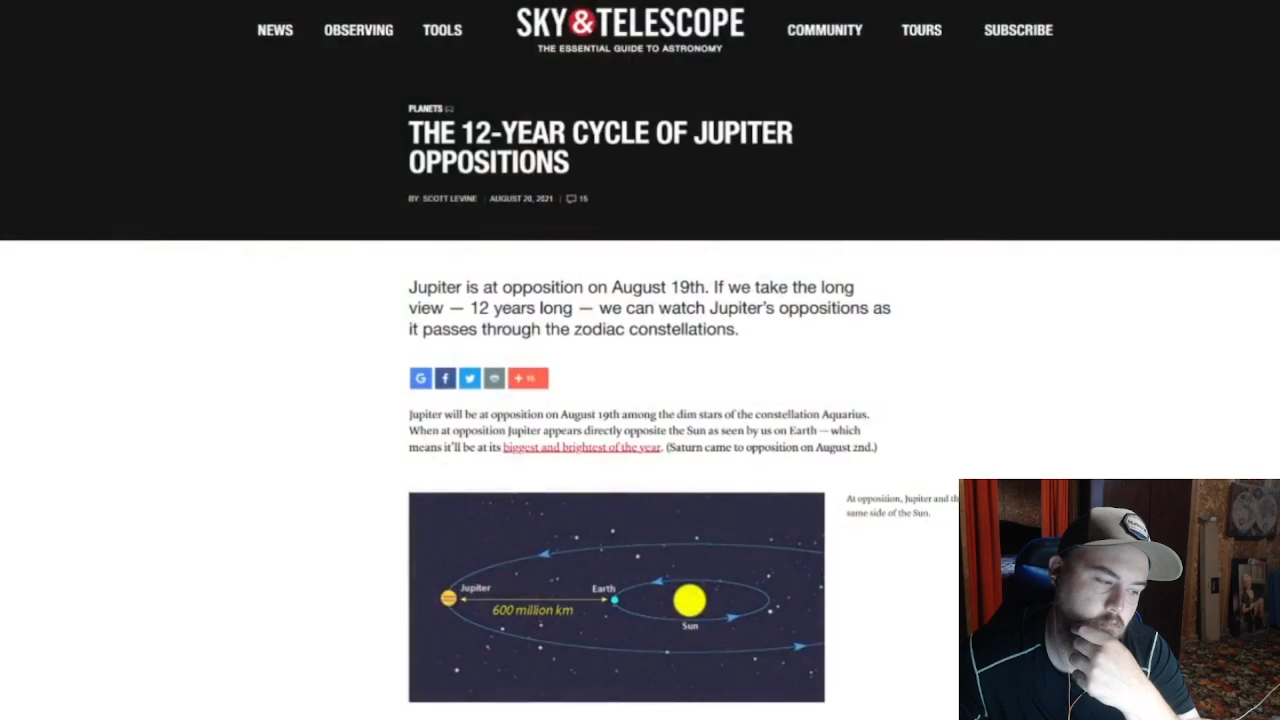 NEWS
OBSERVING
TOOLS
SKY & TELESCOPE
THE ESSENTIAL GUIDE TO ASTRONOMY
COMMUNITY
TOURS
SUBSCRIBE
PLANETS
THE 12-YEAR CYCLE OF JUPITER
OPPOSITIONS
BY SCOTT LEVINE | AUGUST 20, 2021 | 15
Jupiter is at opposition on August 19th. If we take the long
view — 12 years long — we can watch Jupiter's oppositions as
it passes through the zodiac constellations.
G f + 15
Jupiter will be at opposition on August 19th among the dim stars of the constellation Aquarius.
When at opposition Jupiter appears directly opposite the Sun as seen by us on Earth — which
means it'll be at its biggest and brightest of the year. (Saturn came to opposition on August 2nd.)
At opposition, Jupiter and th
same side of the Sun.
Jupiter
Earth
600 million km
Sun